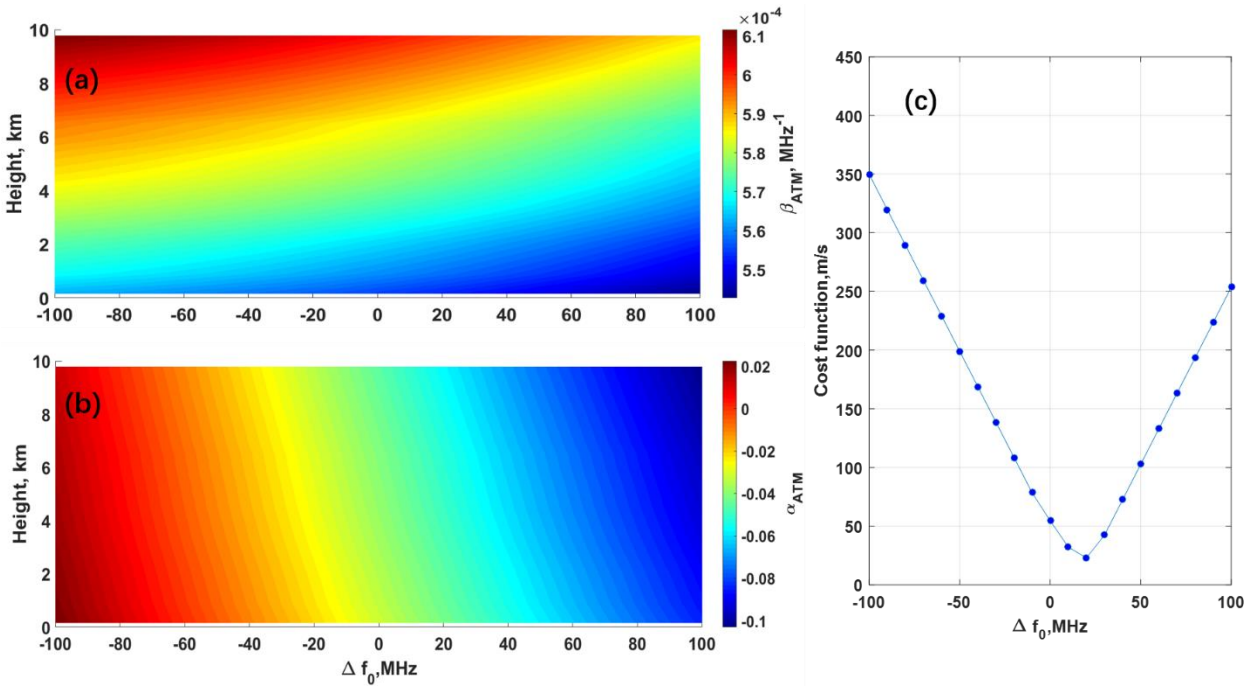 (a)
Height, km
10
8
6
4
2
0
-100 -80 -60 -40 -20 0 20 40 60 80 100
×10⁻⁴
6.1
6
5.9
5.8
5.7
5.6
5.5
β_ATM, MHz⁻¹
(b)
Height, km
10
8
6
4
2
0
-100 -80 -60 -40 -20 0 20 40 60 80 100
Δ f₀,MHz
0.02
0
-0.02
-0.04
-0.06
-0.08
-0.1
α_ATM
(c)
Cost function,m/s
450
400
350
300
250
200
150
100
50
0
-100 -50 0 50 100
Δ f₀,MHz